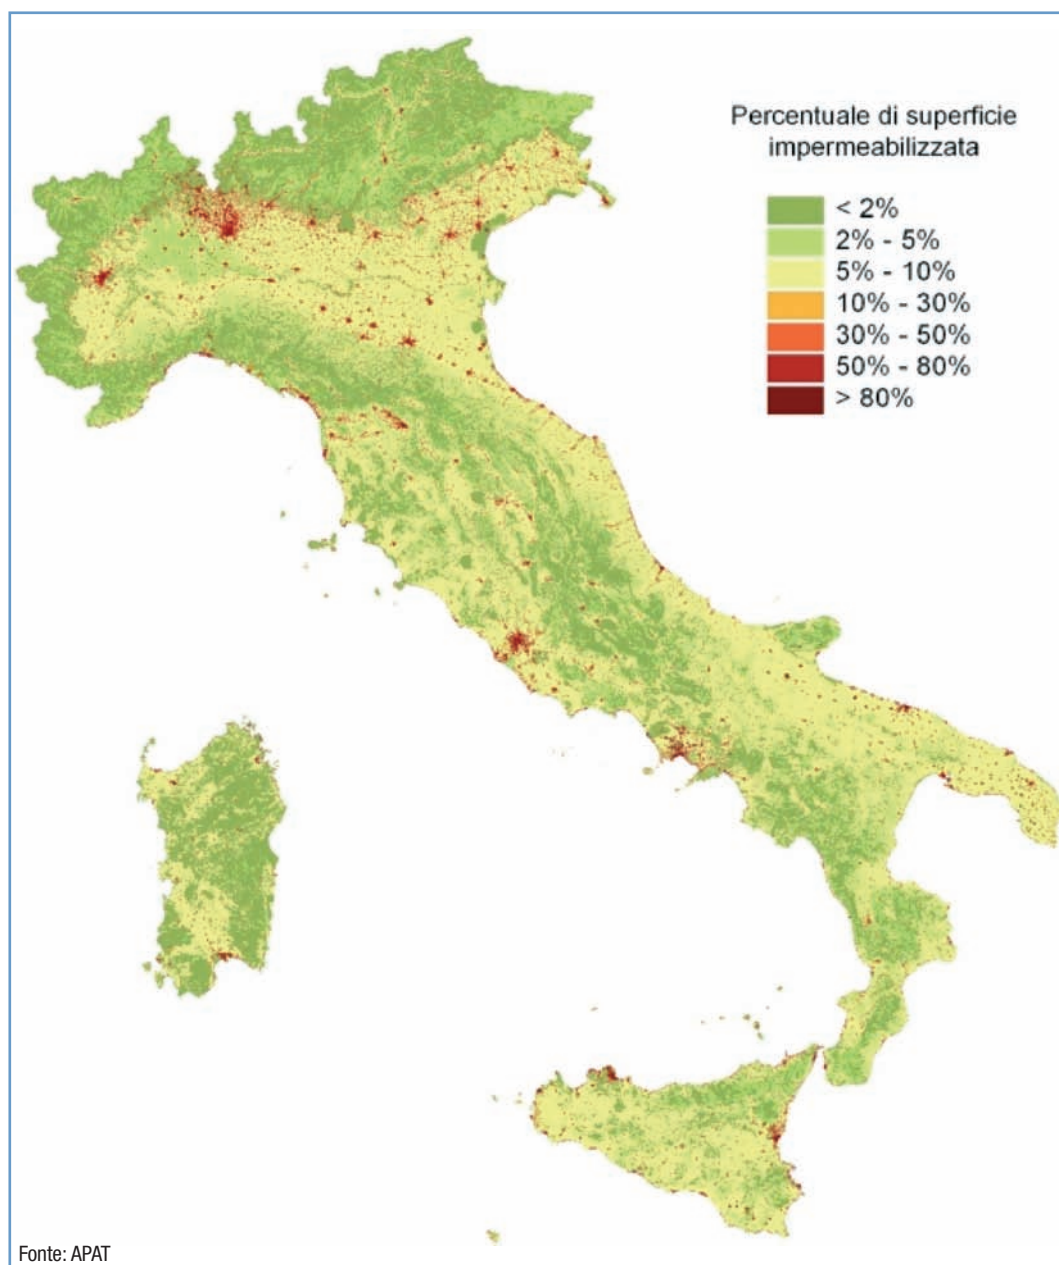 Percentuale di superficie
impermeabilizzata
< 2%
2% - 5%
5% - 10%
10% - 30%
30% - 50%
50% - 80%
> 80%
Fonte: APAT